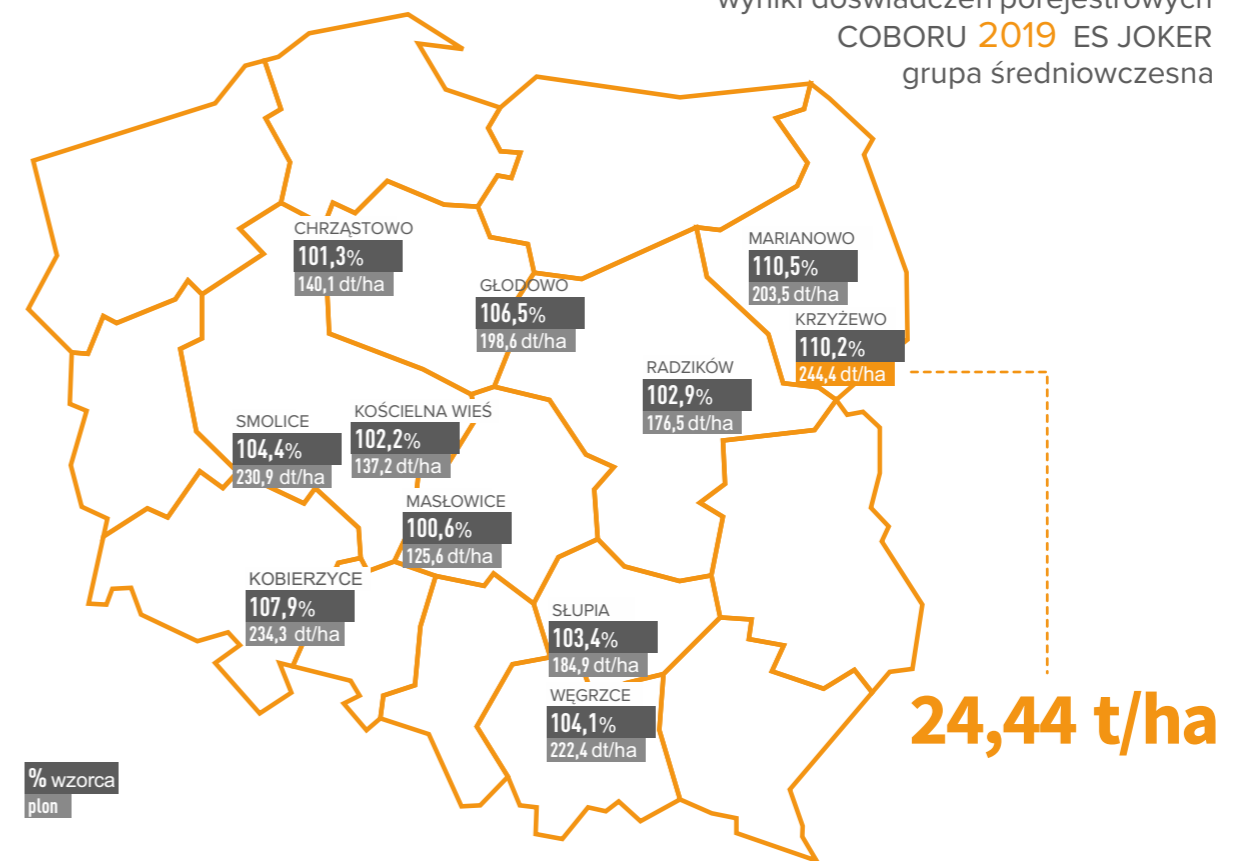 wyniki doświadczeń porejestrowych
COBORU 2019 ES JOKER
grupa średniowczesna
CHRZĄSTOWO
101,3%
140,1 dt/ha
GŁODOWO
106,5%
198,6 dt/ha
MARIANOWO
110,5%
203,5 dt/ha
KRZYŻEWO
110,2%
244,4 dt/ha
RADZIKÓW
102,9%
176,5 dt/ha
SMOLICE
104,4%
230,9 dt/ha
KOŚCIELNA WIEŚ
102,2%
137,2 dt/ha
MASŁOWICE
100,6%
125,6 dt/ha
KOBIERZYCE
107,9%
234,3 dt/ha
SŁUPIA
103,4%
184,9 dt/ha
WĘGRZCE
104,1%
222,4 dt/ha
24,44 t/ha
% wzorca
plon